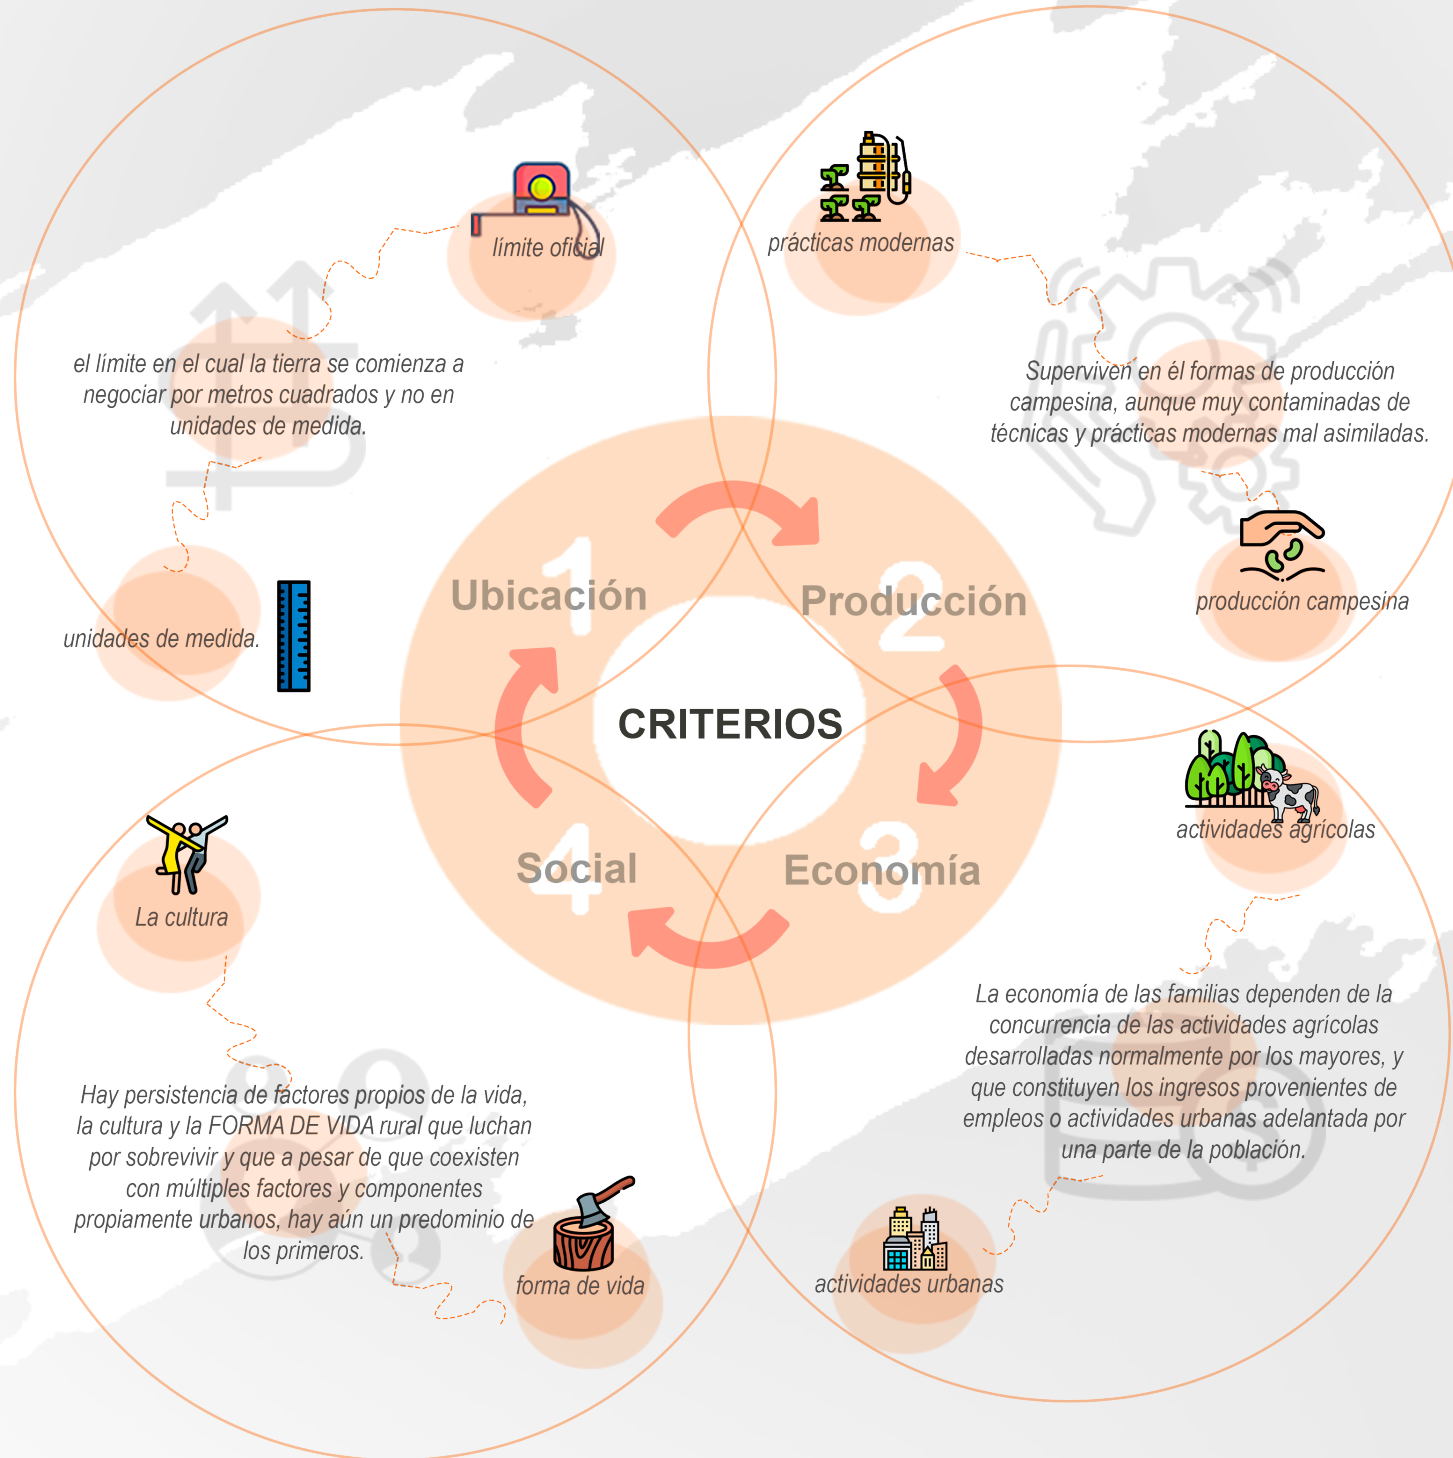 límite oficial
el límite en el cual la tierra se comienza a
negociar por metros cuadrados y no en
unidades de medida.
unidades de medida.
prácticas modernas
Superviven en él formas de producción
campesina, aunque muy contaminadas de
técnicas y prácticas modernas mal asimiladas.
producción campesina
1
Ubicación
2
Producción
CRITERIOS
4
Social
3
Economía
La cultura
Hay persistencia de factores propios de la vida,
la cultura y la FORMA DE VIDA rural que luchan
por sobrevivir y que a pesar de que coexisten
con múltiples factores y componentes
propiamente urbanos, hay aún un predominio de
los primeros.
forma de vida
actividades agrícolas
La economía de las familias dependen de la
concurrencia de las actividades agrícolas
desarrolladas normalmente por los mayores, y
que constituyen los ingresos provenientes de
empleos o actividades urbanas adelantada por
una parte de la población.
$
actividades urbanas